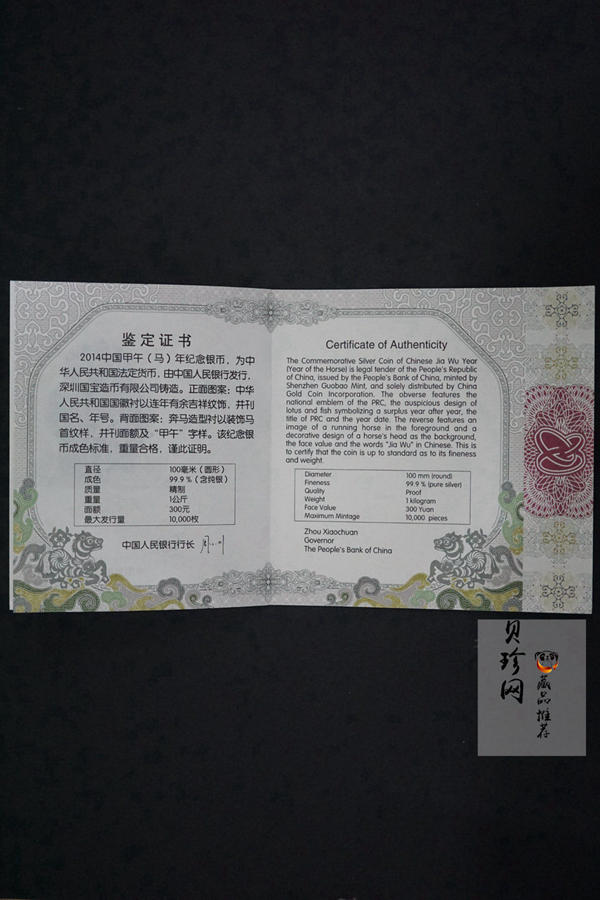 鉴定证书
2014中国甲午（马）年纪念银币，为中
华人民共和国法定货币，由中国人民银行发行，
深圳国宝造币有限公司铸造。正面图案：中华
人民共和国国徽衬以连年有余吉祥纹饰，并刊
国名、年号。背面图案：奔马造型衬以装饰马
首纹样，并刊面额及“甲午”字样。该纪念银
币成色标准，重量合格，谨此证明。
直径 100毫米（圆形）
成色 99.9 %（含纯银）
质量 精制
重量 1公斤
面额 300元
最大发行量 10,000枚
中国人民银行行长
Certificate of Authenticity
The Commemorative Silver Coin of Chinese Jia Wu Year
(Year of the Horse) is legal tender of the People's Republic
of China, issued by the People's Bank of China, minted by
Shenzhen Guobao Mint, and solely distributed by China
Gold Coin Incorporation. The obverse features the
national emblem of the PRC, the auspicious design of
lotus and fish symbolizing a surplus year after year, the
title of PRC and the year date. The reverse features an
image of a running horse in the foreground and a
decorative design of a horse's head as the background,
the face value and the words "Jia Wu" in Chinese. This is
to certify that the coin is up to standard as to its fineness
and weight.
Diameter 100 mm (round)
Fineness 99.9 % (pure silver)
Quality Proof
Weight 1 kilogram
Face Value 300 Yuan
Maximum Mintage 10,000 pieces
Zhou Xiaochuan
Governor
The People's Bank of China
贝珍网
藏品推荐